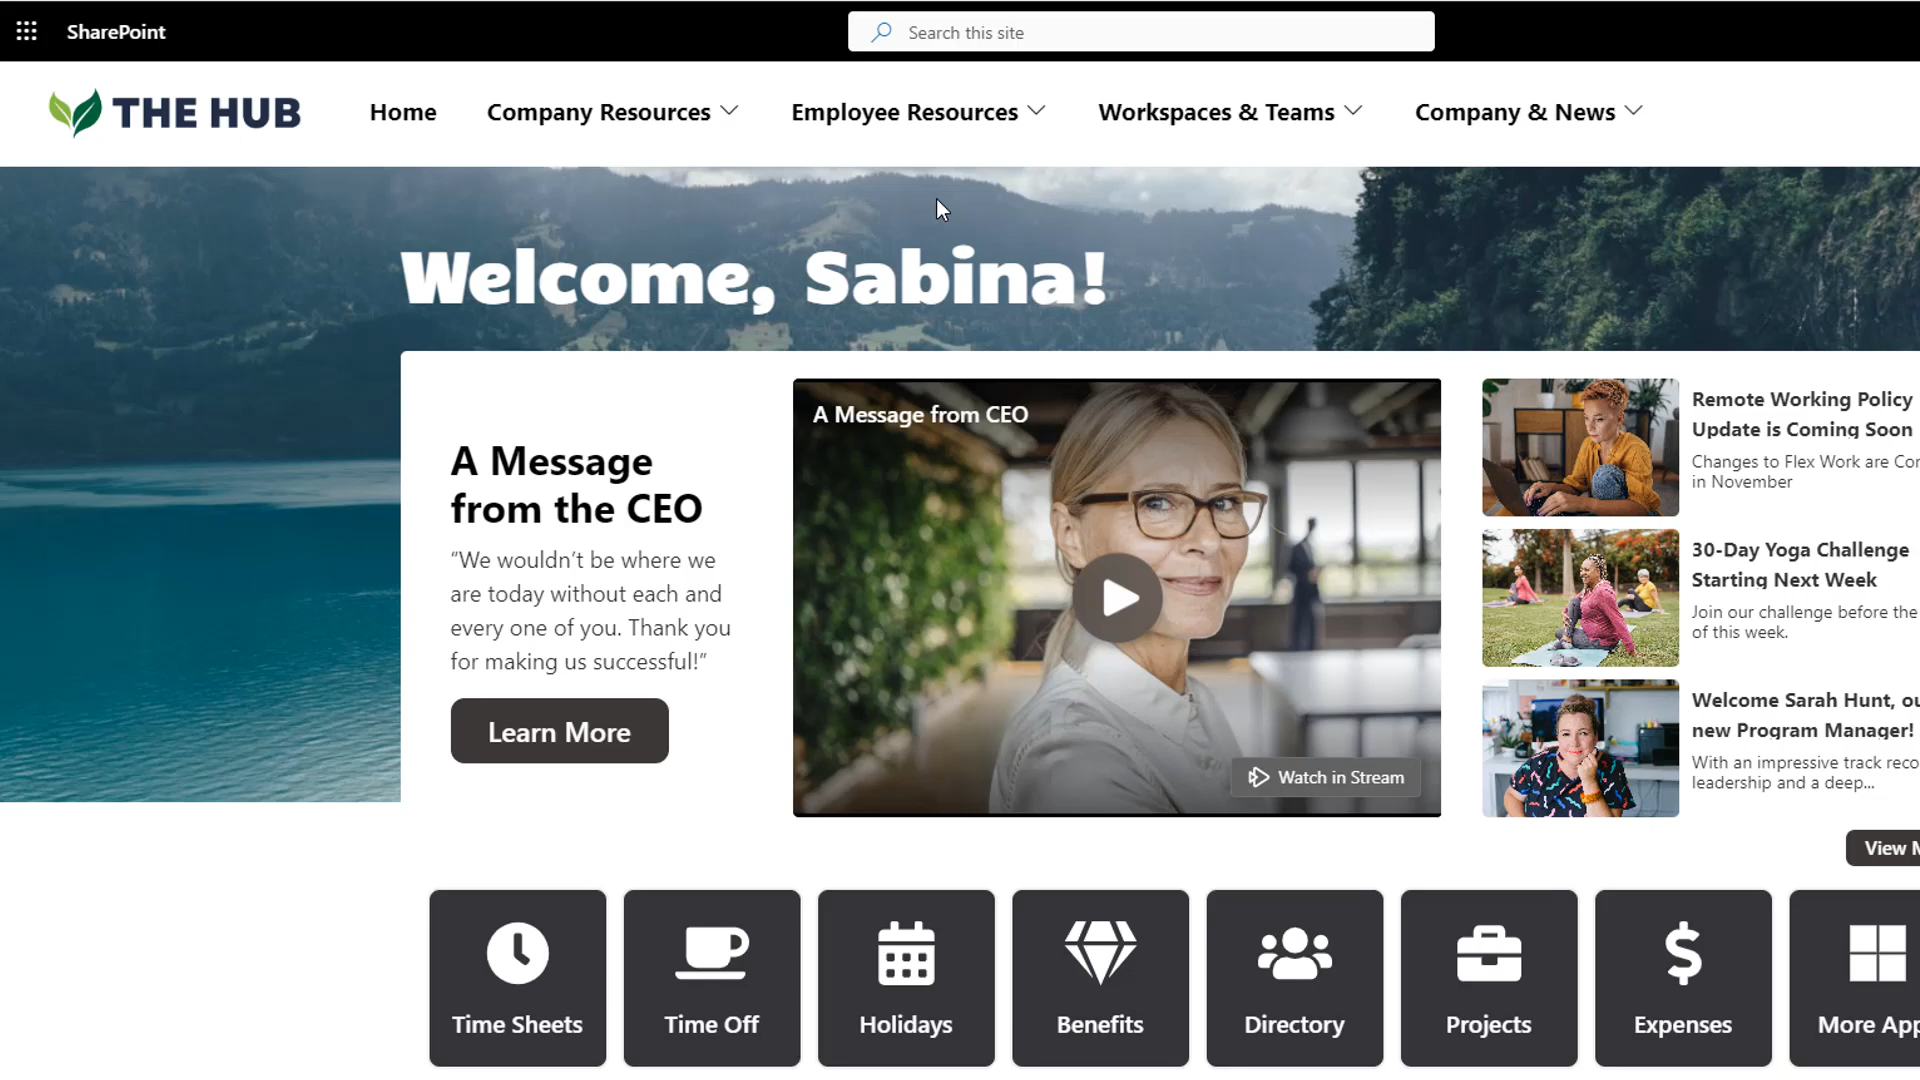 SharePoint
Search this site
THE HUB
Home
Company Resources
Employee Resources
Workspaces & Teams
Company & News
Welcome, Sabina!
A Message
from the CEO
“We wouldn’t be where we
are today without each and
every one of you. Thank you
for making us successful!”
Learn More
A Message from CEO
Watch in Stream
Remote Working Policy
Update is Coming Soon
Changes to Flex Work are
in November
30-Day Yoga Challenge
Starting Next Week
Join our challenge before the
of this week.
Welcome Sarah Hunt,
new Program Manager!
With an impressive track
leadership and a deep...
View
Time Sheets
Time Off
Holidays
Benefits
Directory
Projects
Expenses
More